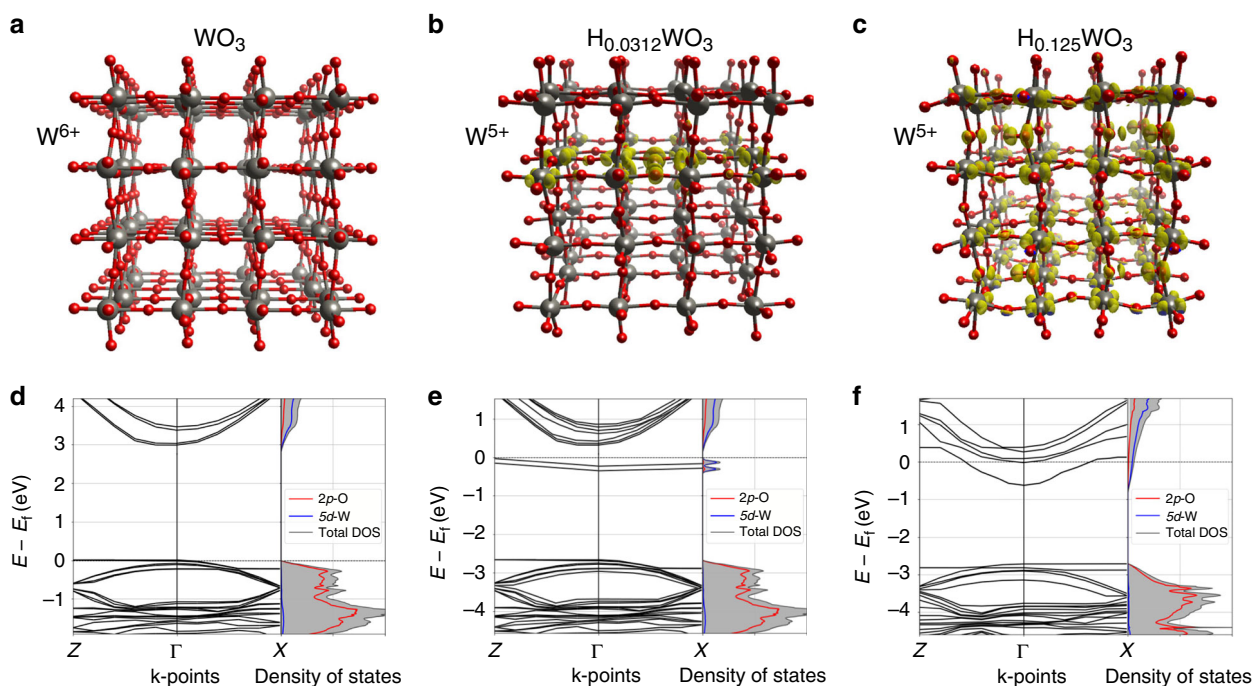 a
WO3
W6+
b
H0.0312WO3
W5+
c
H0.125WO3
W5+
d
E – Ef (eV)
4
3
2
1
0
–1
2p-O
5d-W
Total DOS
Z
Γ
X
k-points
Density of states
e
E – Ef (eV)
1
0
–1
–2
–3
–4
2p-O
5d-W
Total DOS
Z
Γ
X
k-points
Density of states
f
E – Ef (eV)
1
0
–1
–2
–3
–4
2p-O
5d-W
Total DOS
Z
Γ
X
k-points
Density of states